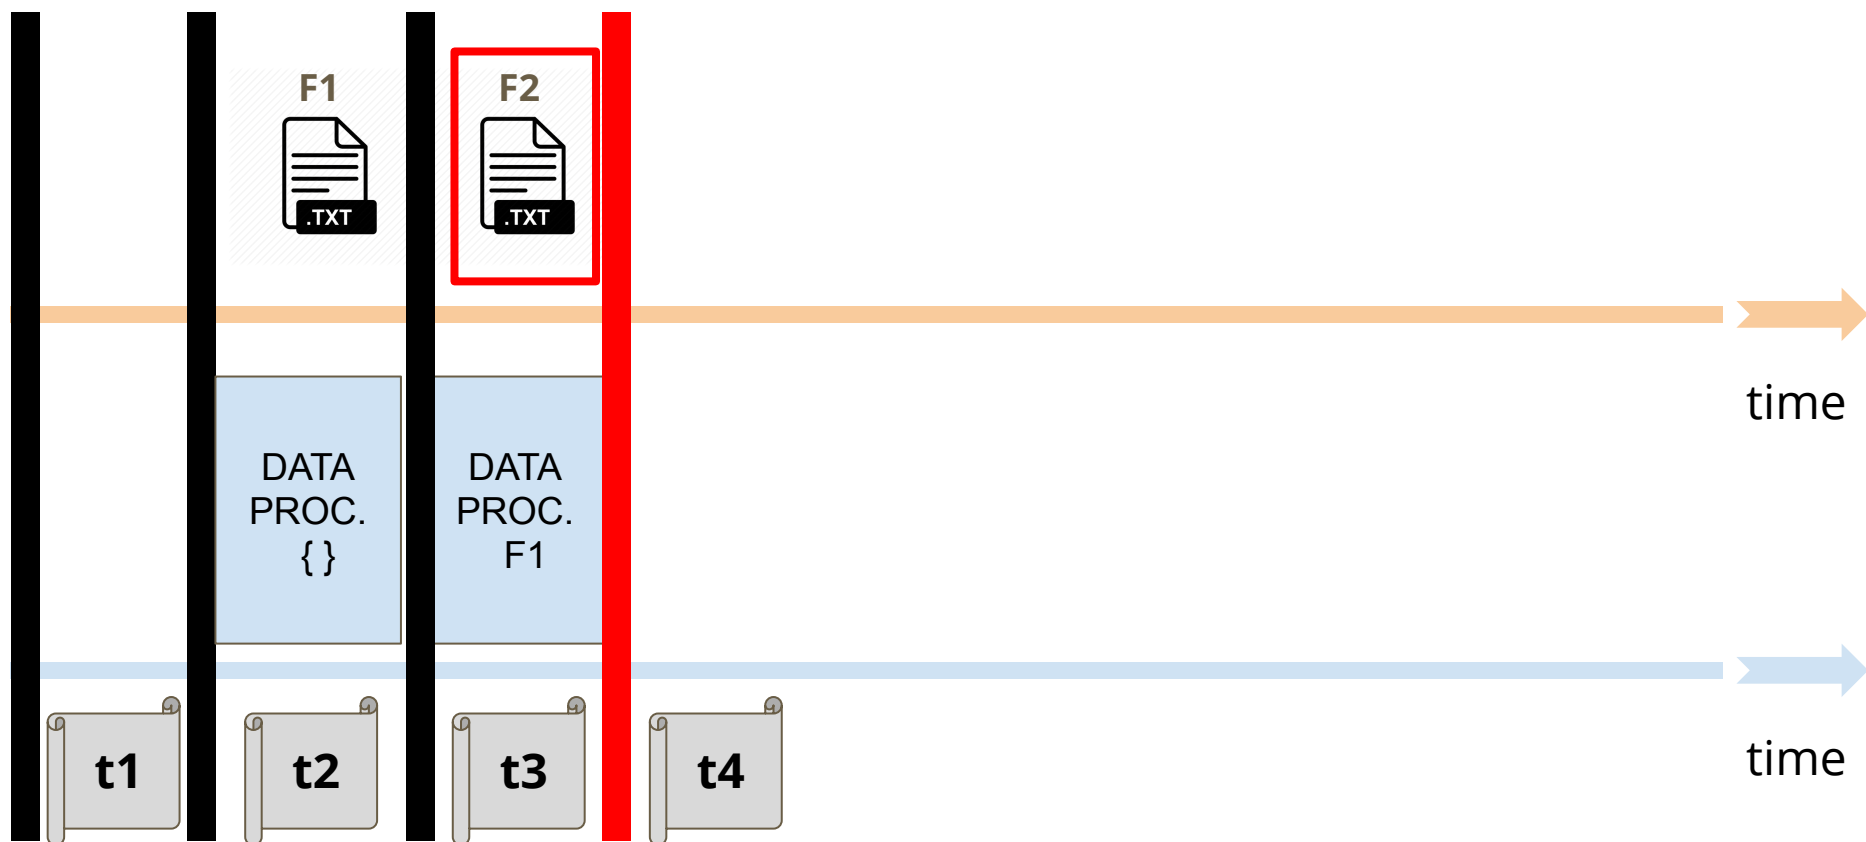 F1
F2
.TXT
.TXT
time
DATA
PROC.
{ }
DATA
PROC.
F1
time
t1
t2
t3
t4